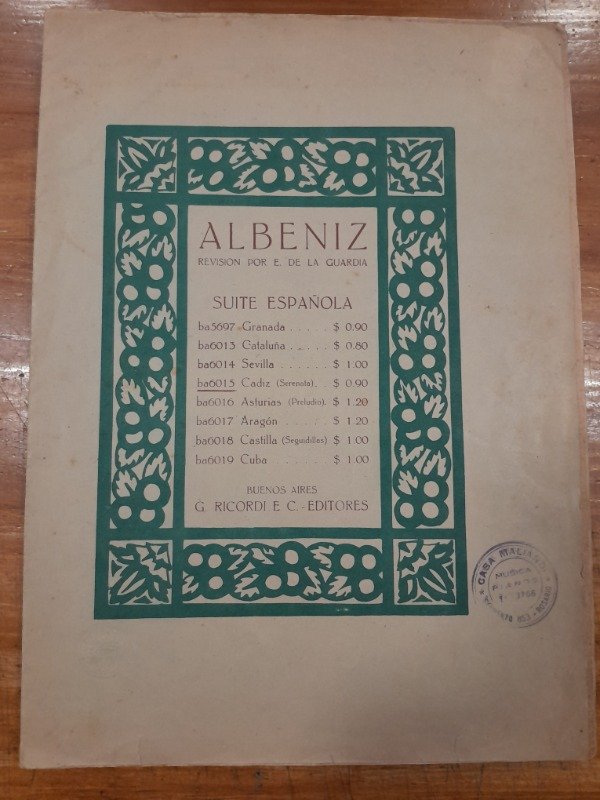 ALBENIZ
REVISION POR E. DE LA GUARDIA
SUITE ESPAÑOLA
ba5697 Granada . . . . . $ 0.90
ba6013 Cataluña . . . . $ 0.80
ba6014 Sevilla . . . . . . $ 1.00
ba6015 Cadiz (Serenata) . . $ 0.90
ba6016 Asturias (Preludio). $ 1.20
ba6017 Aragón . . . . . . $ 1.20
ba6018 Castilla (Seguidillas) $ 1.00
ba6019 Cuba . . . . . . . $ 1.00
BUENOS AIRES
G. RICORDI E C. - EDITORES
CASA
MUSICA
853 - ROSARIO